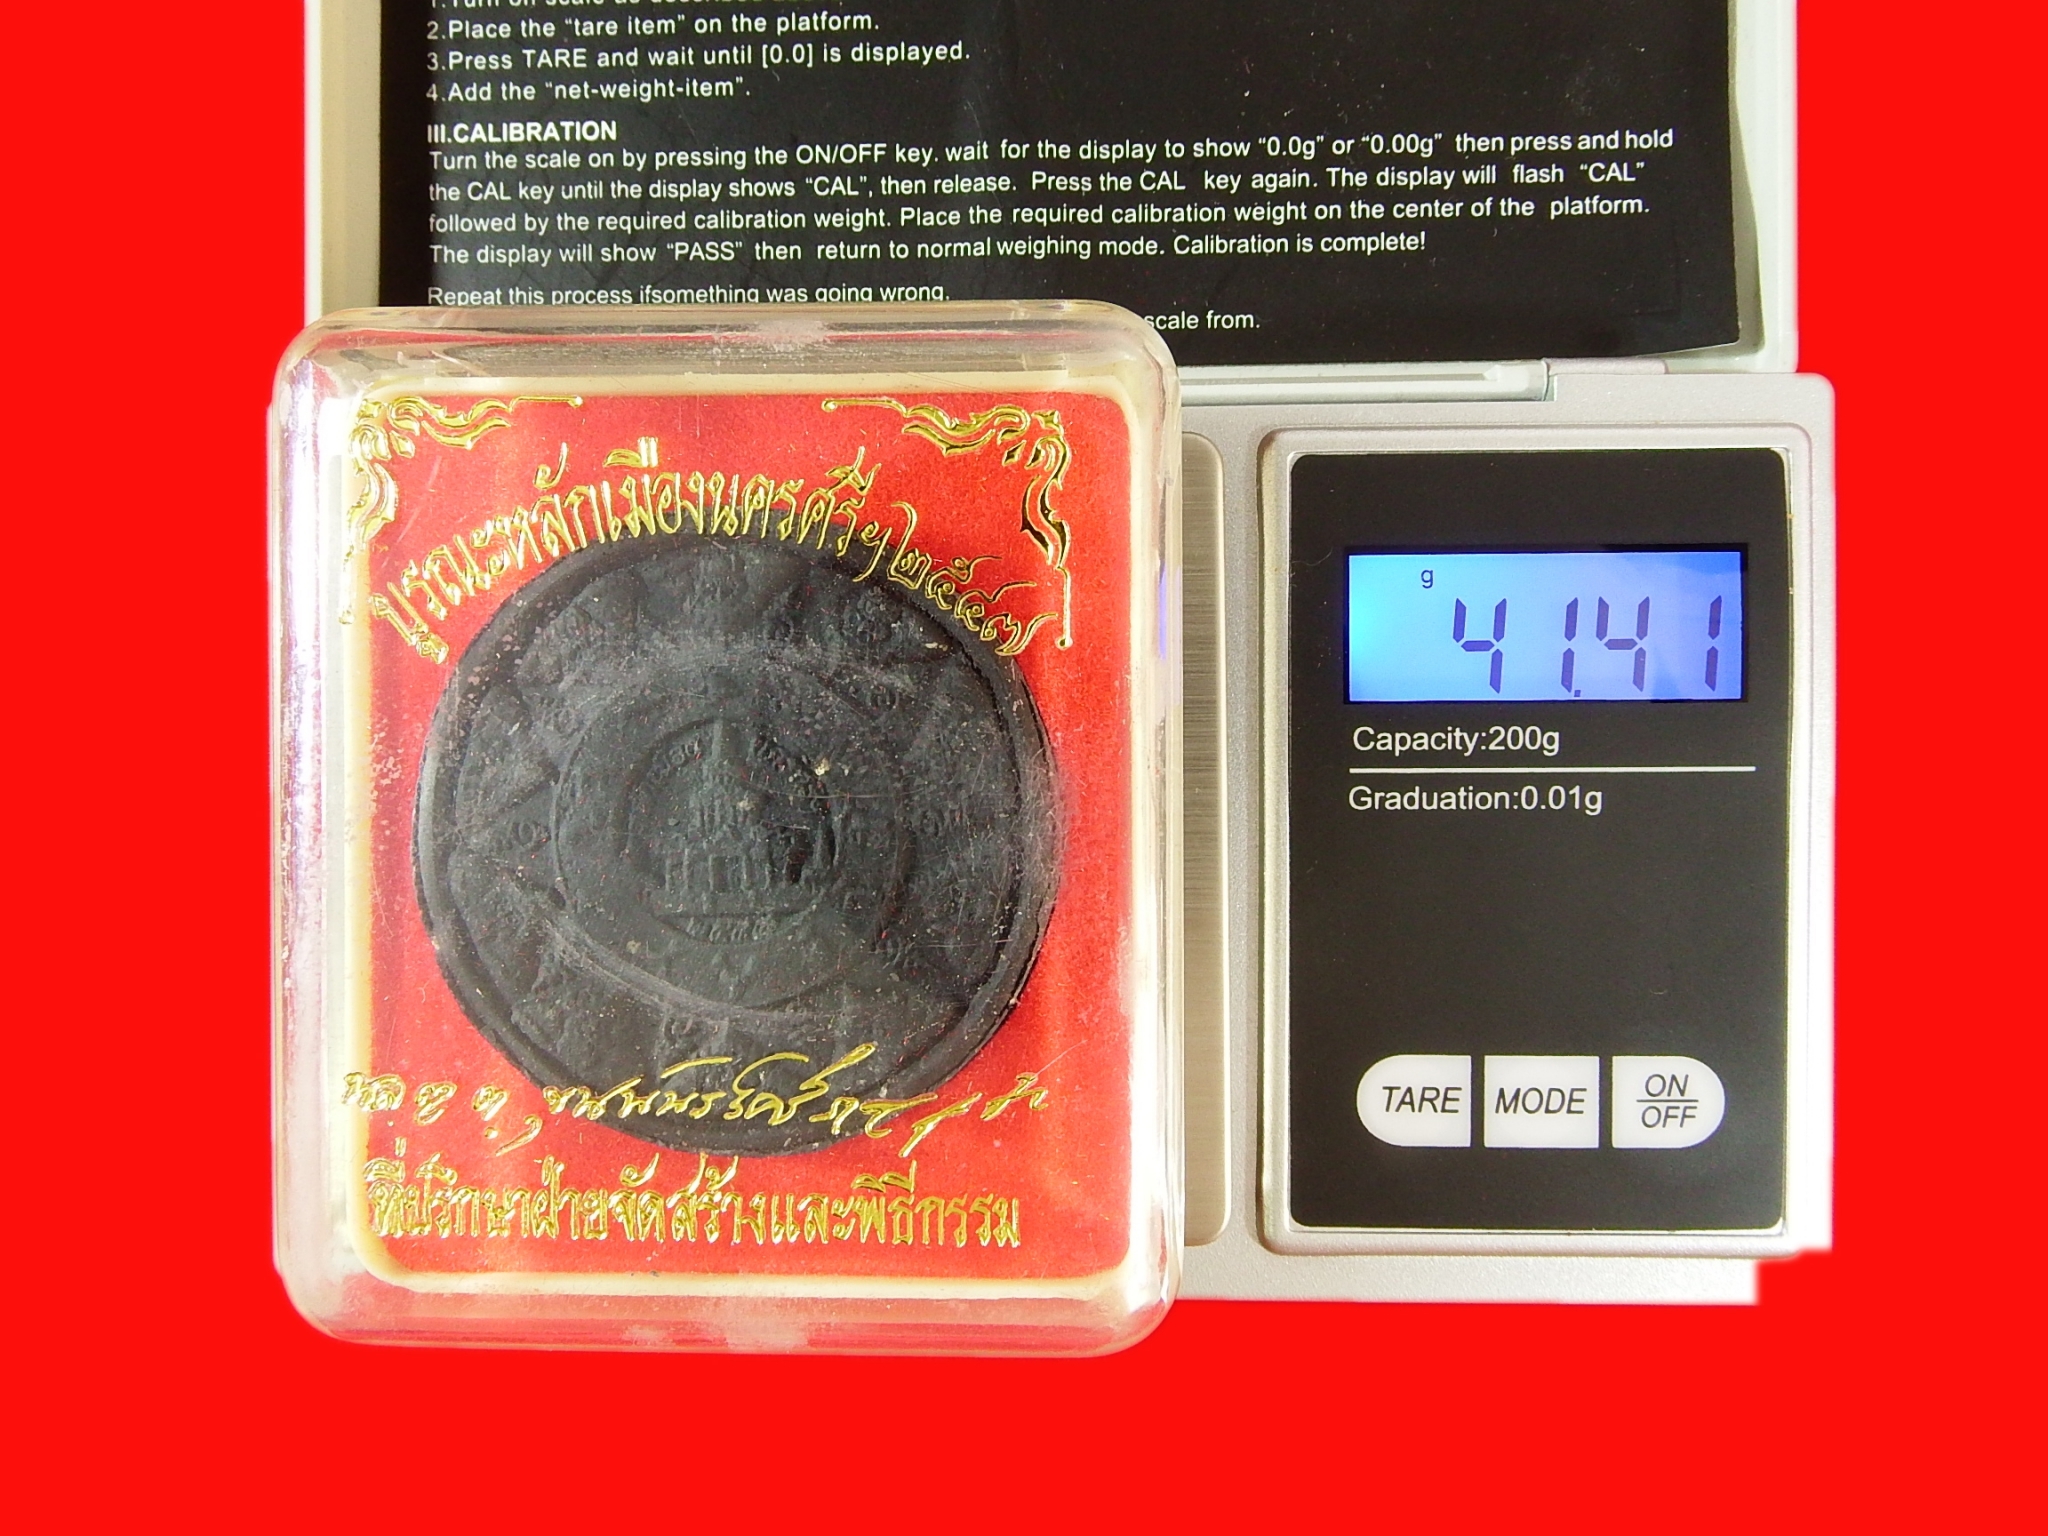 2.Place the “tare item” on the platform.
3.Press TARE and wait until [0.0] is displayed.
4.Add the “net-weight-item”.
III.CALIBRATION
Turn the scale on by pressing the ON/OFF key. wait for the display to show “0.0g” or “0.00g” then press and hold
the CAL key until the display shows “CAL”, then release. Press the CAL key again. The display will flash “CAL”
followed by the required calibration weight. Place the required calibration weight on the center of the platform.
The display will show “PASS” then return to normal weighing mode. Calibration is complete!
Repeat this process ifsomething was going wrong.
scale from.
บูรณะหลักเมืองนครศรีฯ๒๕๔๗
ที่ปรึกษาฝ่ายจัดสร้างและพิธีกรรม
g
41.41
Capacity:200g
Graduation:0.01g
TARE
MODE
ON
OFF